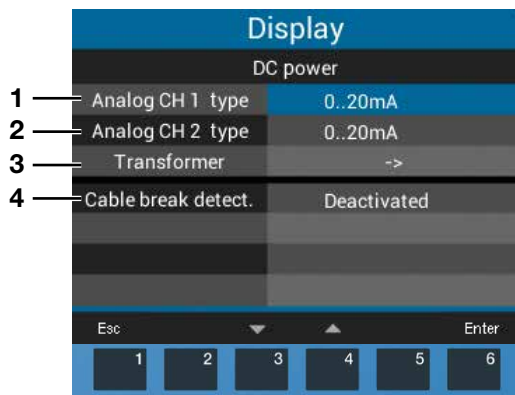 Display
DC power
1 Analog CH 1 type 0..20mA
2 Analog CH 2 type 0..20mA
3 Transformer ->
4 Cable break detect. Deactivated
Esc Enter
1 2 3 4 5 6